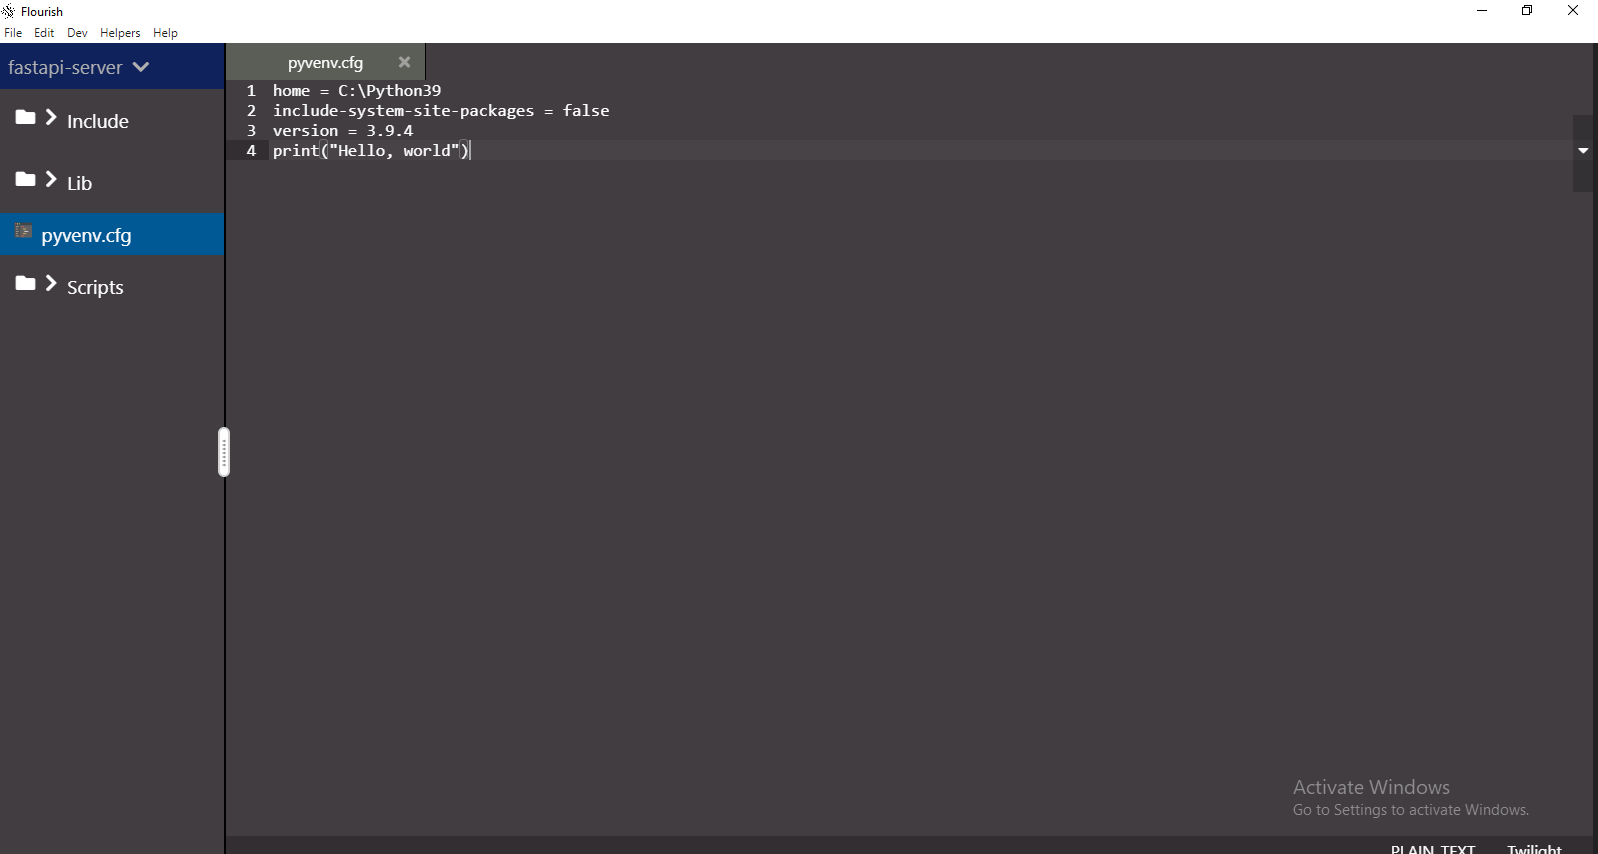 Flourish
File Edit Dev Helpers Help
fastapi-server
Include
Lib
pyvenv.cfg
Scripts
pyvenv.cfg
1 home = C:\Python39
2 include-system-site-packages = false
3 version = 3.9.4
4 print("Hello, world")
Activate Windows
Go to Settings to activate Windows.
PLAIN_TEXT Twilight